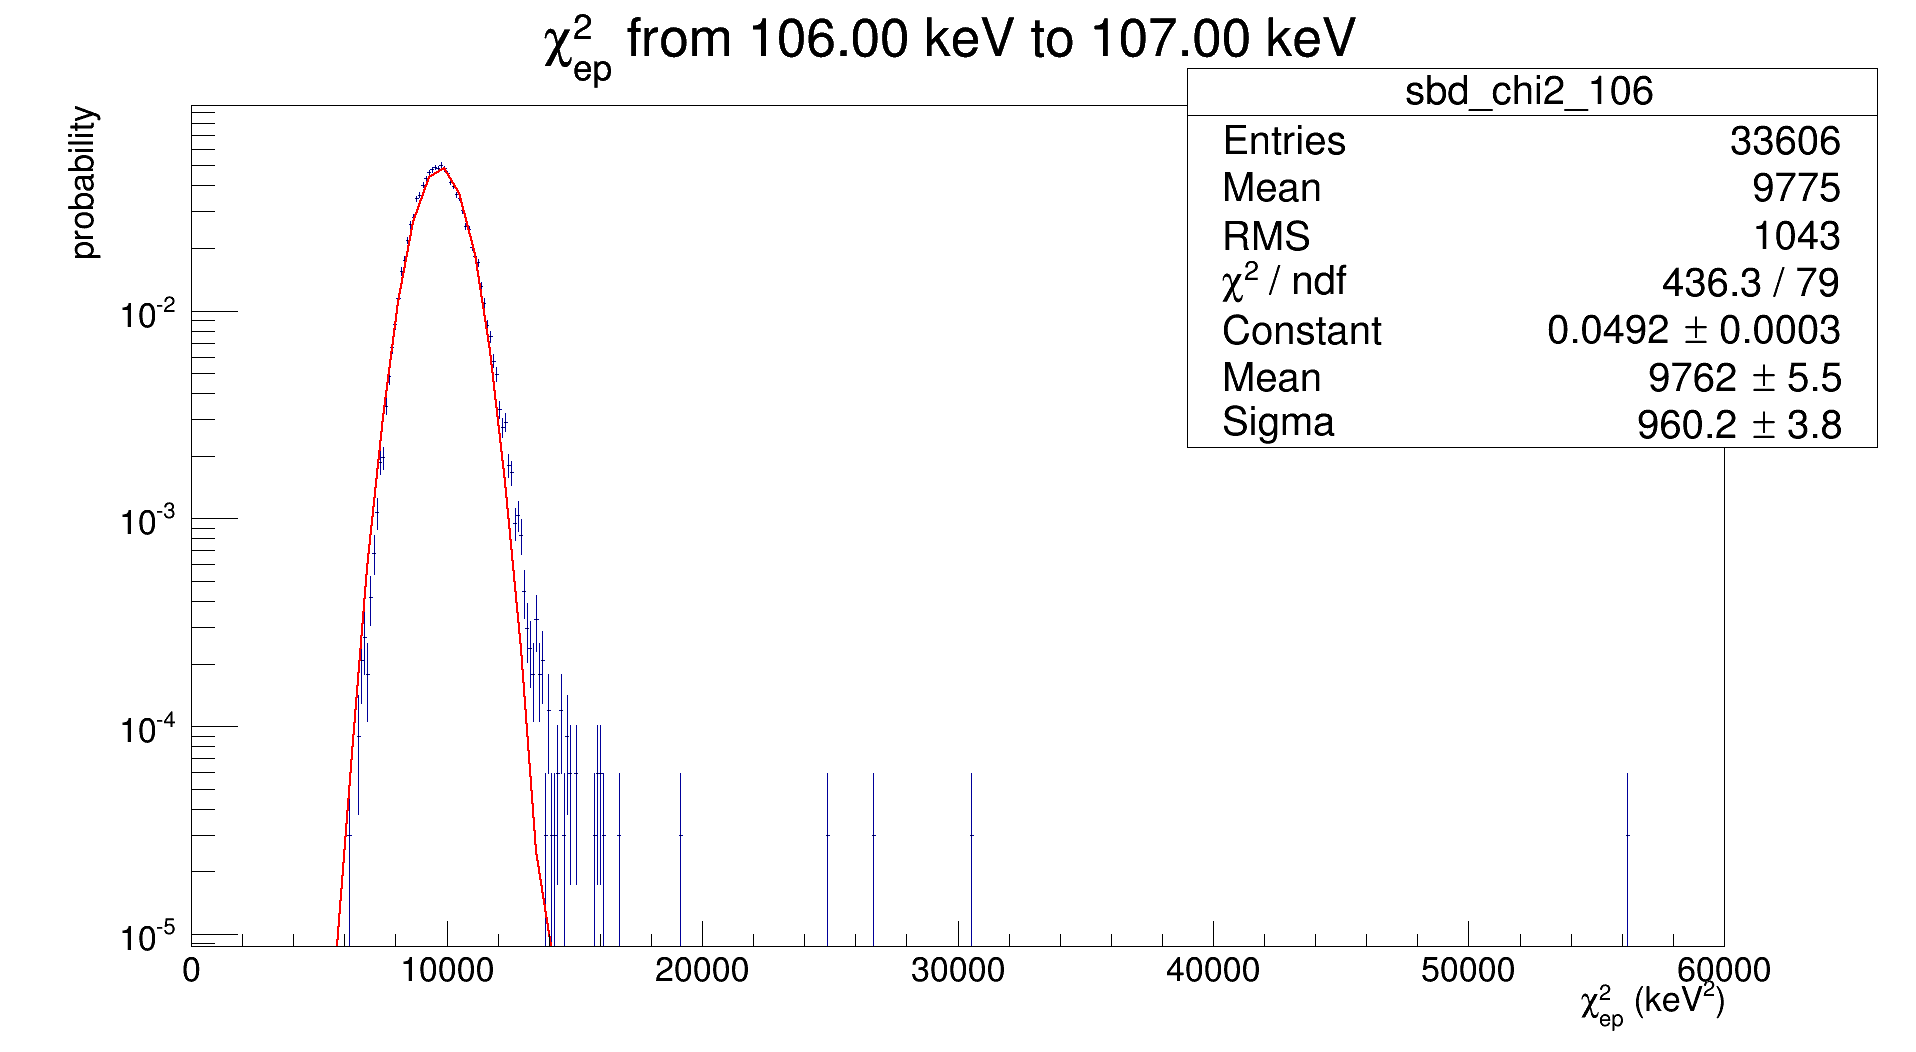 χ²ep from 106.00 keV to 107.00 keV
sbd_chi2_106
Entries 33606
Mean 9775
RMS 1043
χ² / ndf 436.3 / 79
Constant 0.0492 ± 0.0003
Mean 9762 ± 5.5
Sigma 960.2 ± 3.8
probability
10⁻²
10⁻³
10⁻⁴
10⁻⁵
0 10000 20000 30000 40000 50000 60000
χ²ep (keV²)